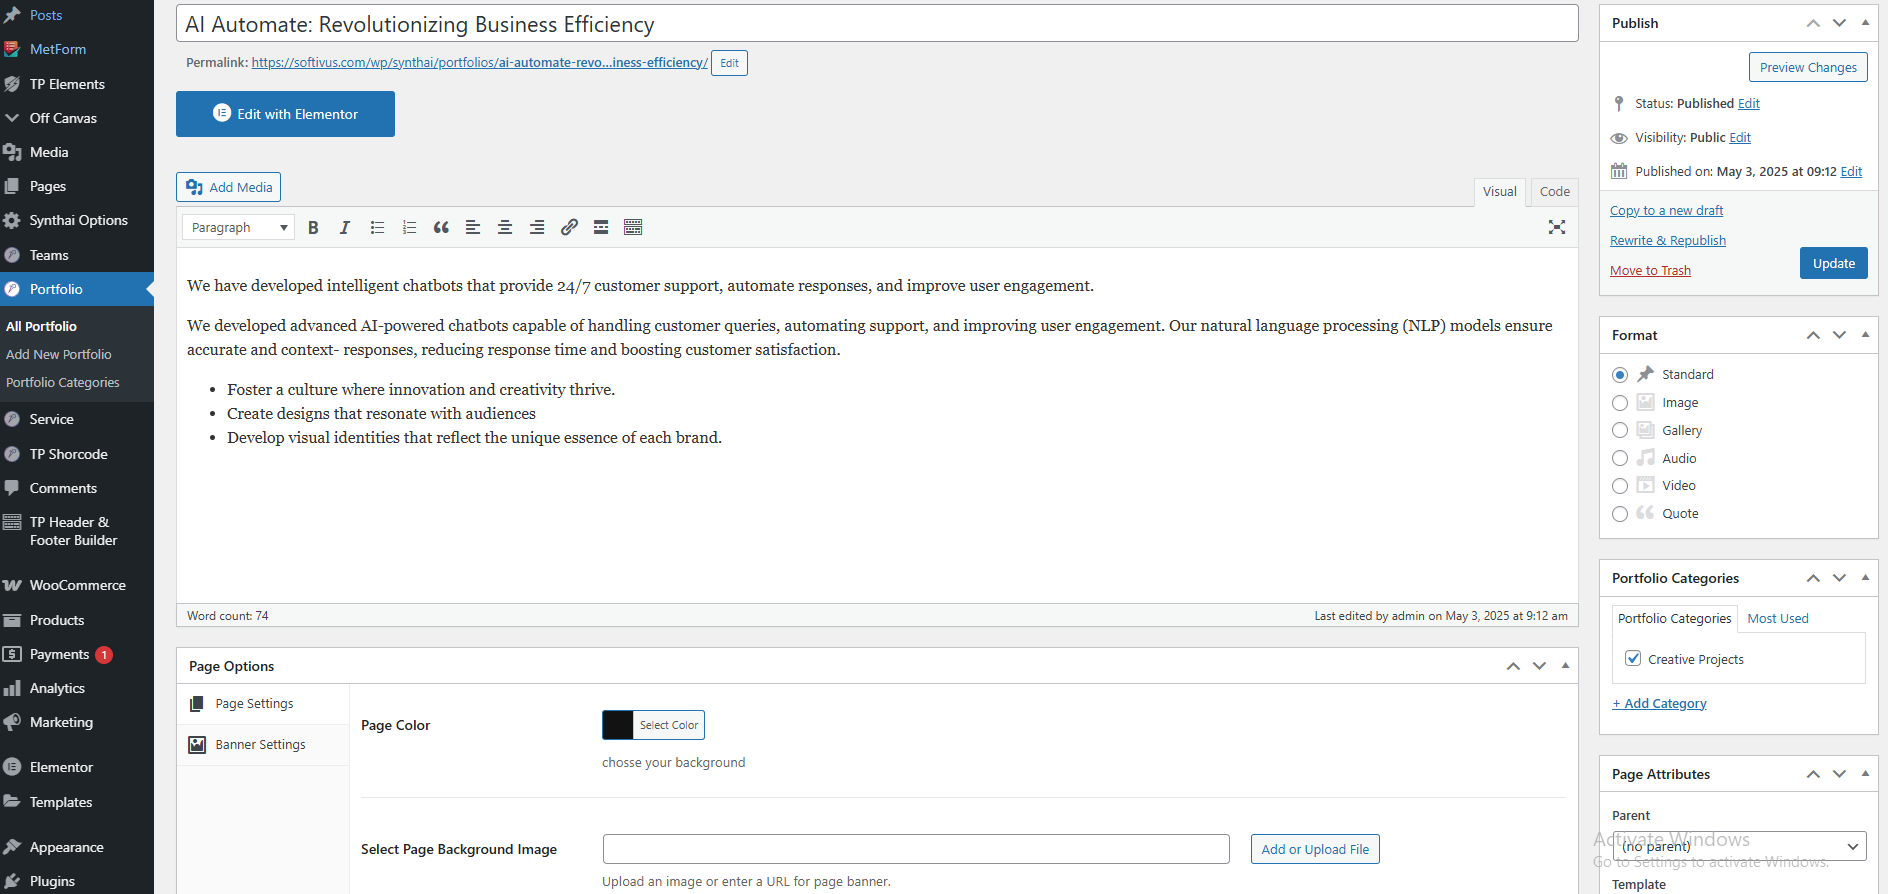 Posts
MetForm
TP Elements
Off Canvas
Media
Pages
Synthai Options
Teams
Portfolio
All Portfolio
Add New Portfolio
Portfolio Categories
Service
TP Shorcode
Comments
TP Header &
Footer Builder
WooCommerce
Products
Payments 1
Analytics
Marketing
Elementor
Templates
Appearance
Plugins
AI Automate: Revolutionizing Business Efficiency
Permalink: https://softivus.com/wp/synthai/portfolios/ai-automate-revo...iness-efficiency/ Edit
Edit with Elementor
Add Media
Visual Code
Paragraph
We have developed intelligent chatbots that provide 24/7 customer support, automate responses, and improve user engagement.
We developed advanced AI-powered chatbots capable of handling customer queries, automating support, and improving user engagement. Our natural language processing (NLP) models ensure
accurate and context- responses, reducing response time and boosting customer satisfaction.
• Foster a culture where innovation and creativity thrive.
• Create designs that resonate with audiences
• Develop visual identities that reflect the unique essence of each brand.
Word count: 74 Last edited by admin on May 3, 2025 at 9:12 am
Page Options
Page Settings
Banner Settings
Page Color Select Color
chosse your background
Select Page Background Image Add or Upload File
Upload an image or enter a URL for page banner.
Publish
Preview Changes
Status: Published Edit
Visibility: Public Edit
Published on: May 3, 2025 at 09:12 Edit
Copy to a new draft
Rewrite & Republish
Move to Trash
Update
Format
Standard
Image
Gallery
Audio
Video
Quote
Portfolio Categories
Portfolio Categories Most Used
Creative Projects
+ Add Category
Page Attributes
Parent
(no parent)
Template
Activate Windows
Go to Settings to activate Windows.